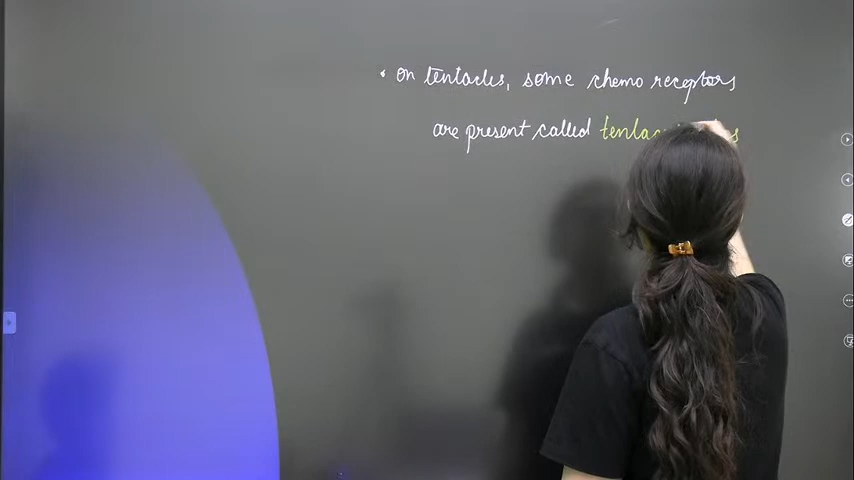 • on tentacles, some chemo receptors
are present called